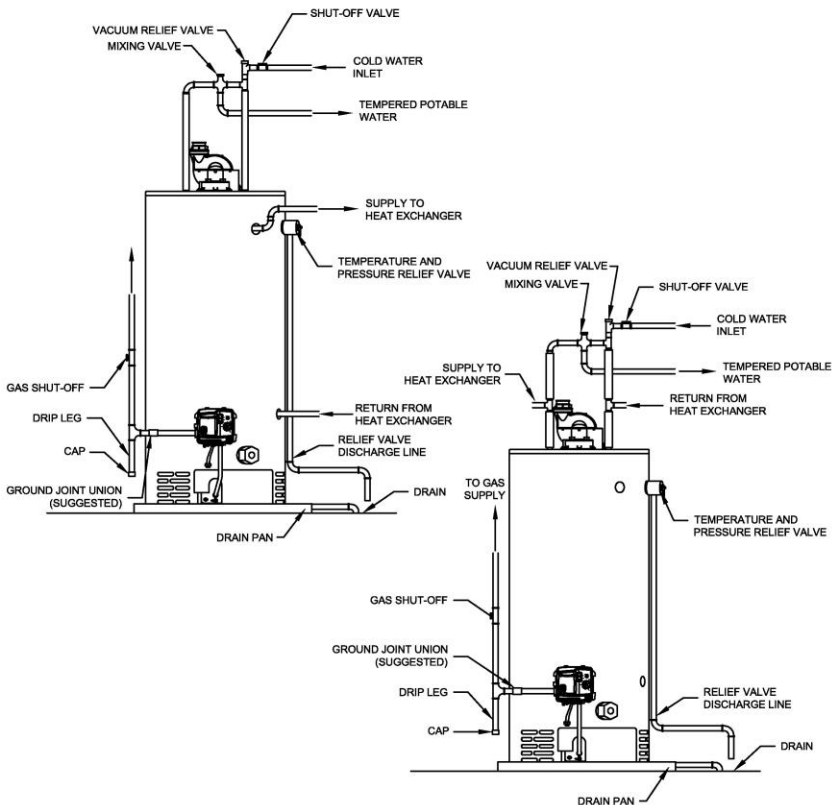 SHUT-OFF VALVE
VACUUM RELIEF VALVE
MIXING VALVE
COLD WATER
INLET
TEMPERED POTABLE
WATER
SUPPLY TO
HEAT EXCHANGER
TEMPERATURE AND
PRESSURE RELIEF VALVE
GAS SHUT-OFF
DRIP LEG
CAP
GROUND JOINT UNION
(SUGGESTED)
RETURN FROM
HEAT EXCHANGER
RELIEF VALVE
DISCHARGE LINE
DRAIN
DRAIN PAN
VACUUM RELIEF VALVE
MIXING VALVE
SHUT-OFF VALVE
COLD WATER
INLET
TEMPERED POTABLE
WATER
SUPPLY TO
HEAT EXCHANGER
RETURN FROM
HEAT EXCHANGER
TO GAS
SUPPLY
TEMPERATURE AND
PRESSURE RELIEF VALVE
GAS SHUT-OFF
GROUND JOINT UNION
(SUGGESTED)
DRIP LEG
CAP
RELIEF VALVE
DISCHARGE LINE
DRAIN
DRAIN PAN